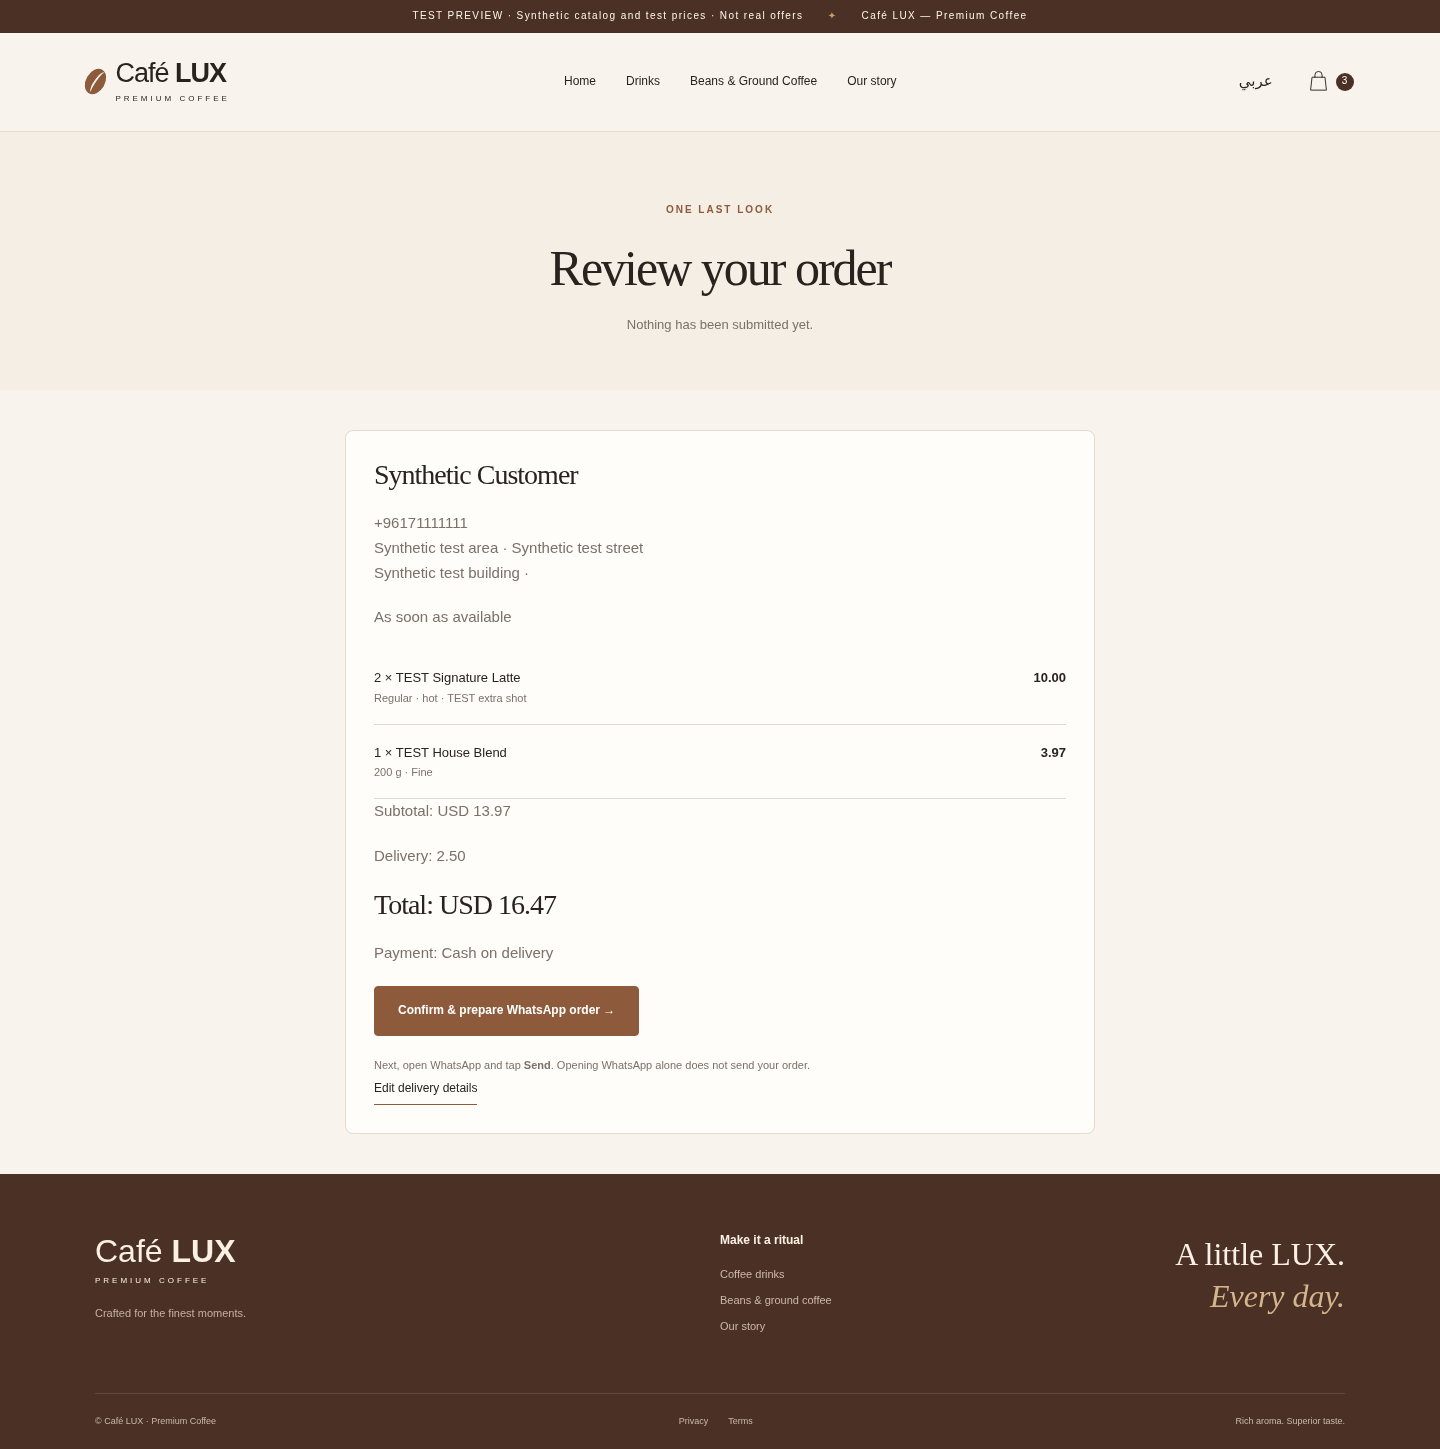 TEST PREVIEW · Synthetic catalog and test prices · Not real offers ✦ Café LUX — Premium Coffee
Café LUX
PREMIUM COFFEE
Home Drinks Beans & Ground Coffee Our story
عربي
3
ONE LAST LOOK
Review your order
Nothing has been submitted yet.
Synthetic Customer
+96171111111
Synthetic test area · Synthetic test street
Synthetic test building ·
As soon as available
2 × TEST Signature Latte 10.00
Regular · hot · TEST extra shot
1 × TEST House Blend 3.97
200 g · Fine
Subtotal: USD 13.97
Delivery: 2.50
Total: USD 16.47
Payment: Cash on delivery
Confirm & prepare WhatsApp order →
Next, open WhatsApp and tap Send. Opening WhatsApp alone does not send your order.
Edit delivery details
Café LUX
PREMIUM COFFEE
Crafted for the finest moments.
Make it a ritual
Coffee drinks
Beans & ground coffee
Our story
A little LUX.
Every day.
© Café LUX · Premium Coffee
Privacy Terms
Rich aroma. Superior taste.